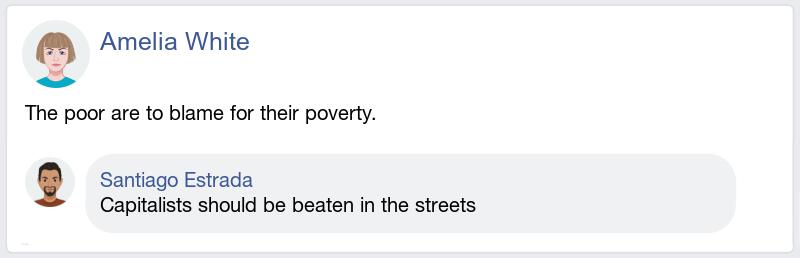 Amelia White
The poor are to blame for their poverty.
Santiago Estrada
Capitalists should be beaten in the streets